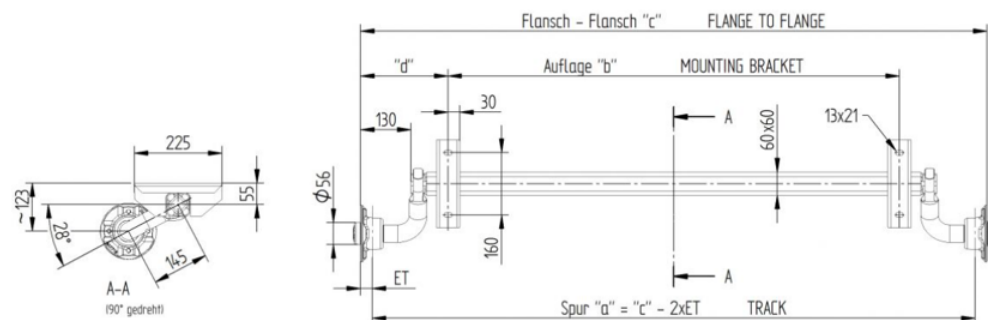 Flansch - Flansch "c" FLANGE TO FLANGE
"d" Auflage "b" MOUNTING BRACKET
30
130
A
60x60
13x21
225
55
~123
28°
145
ϕ56
160
ET
A
A-A
(90° gedreht)
Spur "a" = "c" - 2xET TRACK